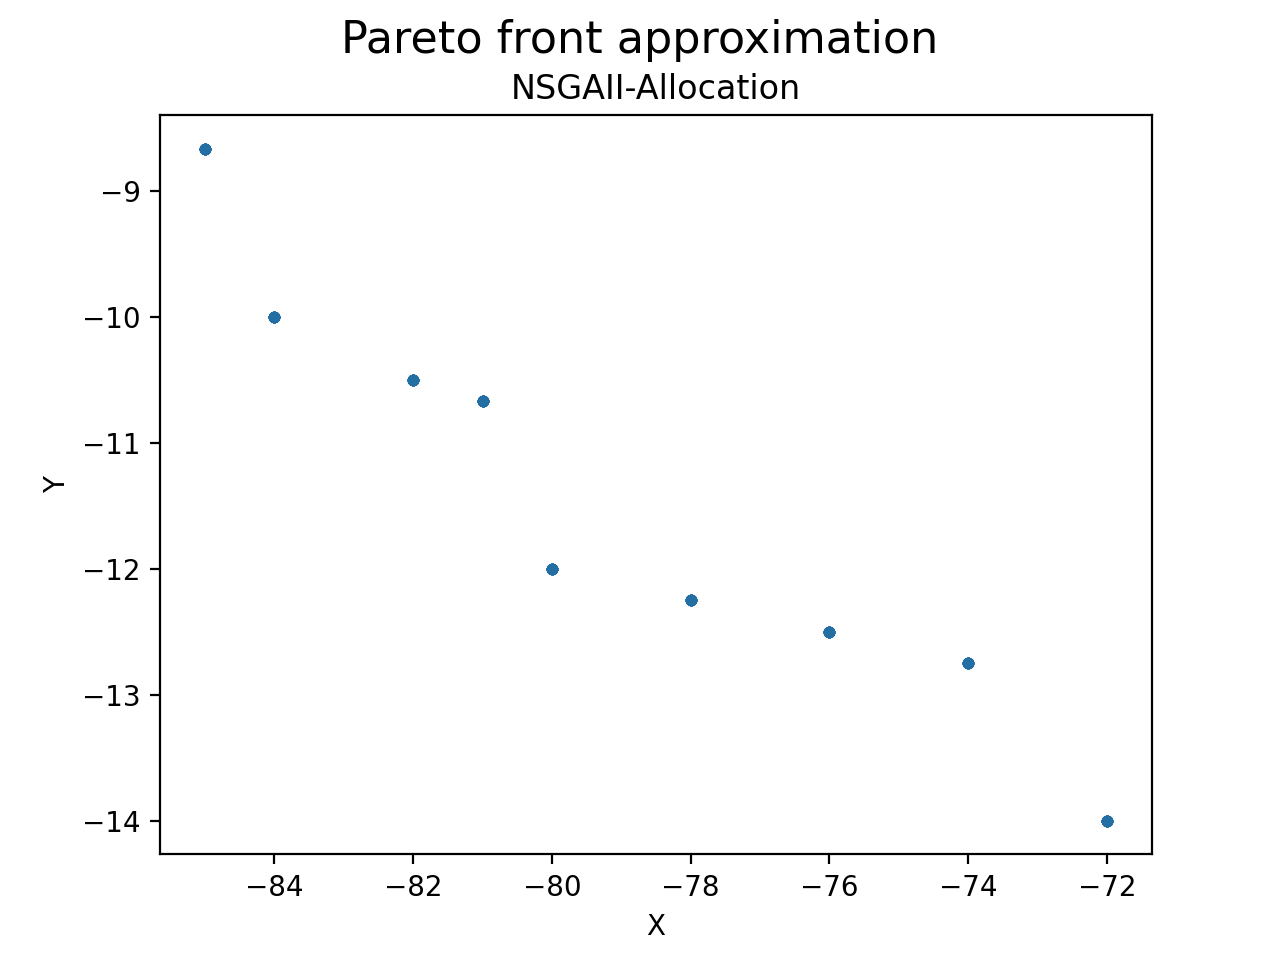 Pareto front approximation
NSGAII-Allocation
−9
−10
−11
−12
−13
−14
Y
−84 −82 −80 −78 −76 −74 −72
X